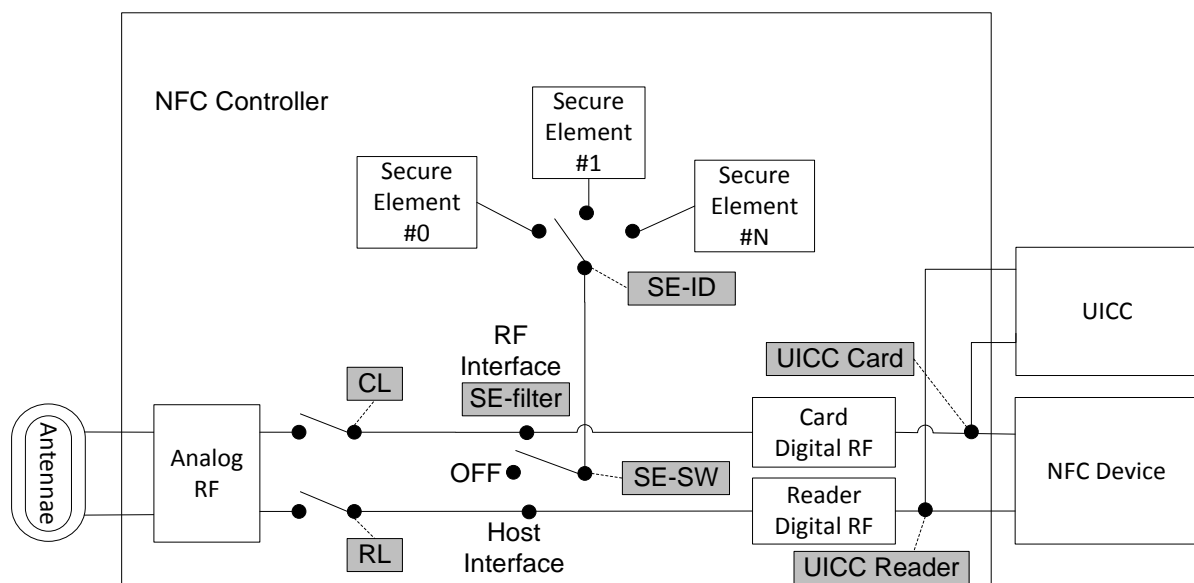 NFC Controller
Secure
Element
#0
Secure
Element
#1
Secure
Element
#N
SE-ID
UICC
RF
Interface
SE-filter
CL
UICC Card
Antennae
Analog
RF
Card
Digital RF
OFF
SE-SW
NFC Device
Reader
Digital RF
Host
Interface
RL
UICC Reader